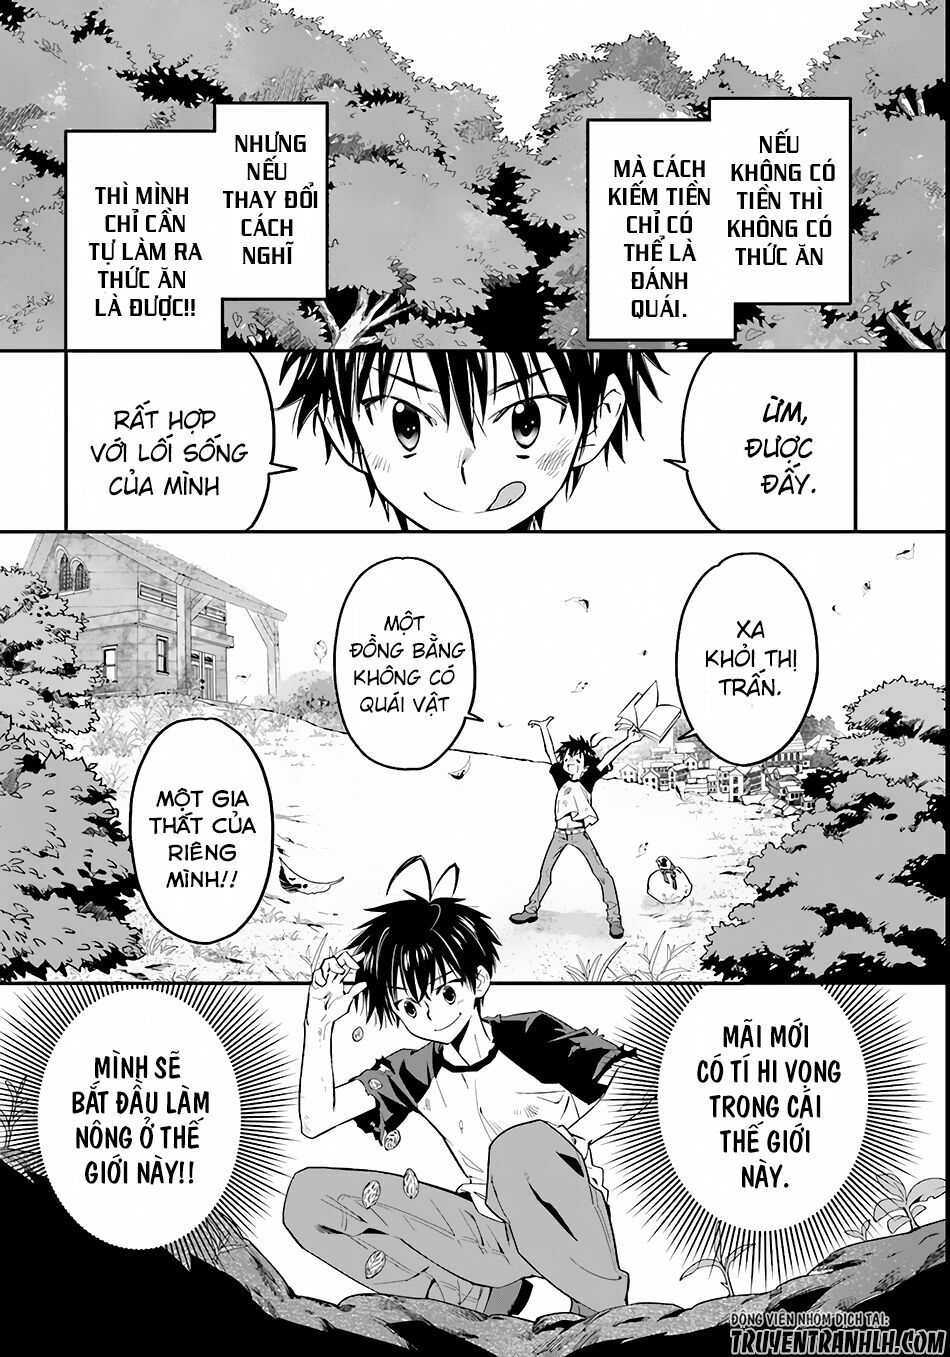 NẾU
KHÔNG CÓ
TIỀN THÌ
KHÔNG CÓ
THỨC ĂN
MÀ CÁCH
KIẾM TIỀN
CHỈ CÓ
THỂ LÀ
ĐÁNH
QUÁI.
NHƯNG
NẾU
THAY ĐỔI
CÁCH
NGHĨ
THÌ MÌNH
CHỈ CẦN
TỰ LÀM RA
THỨC ĂN
LÀ ĐƯỢC!!
ỪM,
ĐƯỢC
ĐẤY.
RẤT HỢP
VỚI LỐI SỐNG
CỦA MÌNH
XA
KHỎI THỊ
TRẤN.
MỘT
ĐỒNG BẰNG
KHÔNG CÓ
QUÁI VẬT
MỘT GIA
THẤT CỦA
RIÊNG
MÌNH!!
MÃI MỚI
CÓ TÍ HI VỌNG
TRONG CÁI
THẾ GIỚI
NÀY.
MÌNH SẼ
BẮT ĐẦU LÀM
NÔNG Ở THẾ
GIỚI NÀY!!
ĐỘNG VIÊN NHÓM DỊCH TẠI:
TRUYENTRANHLH.COM